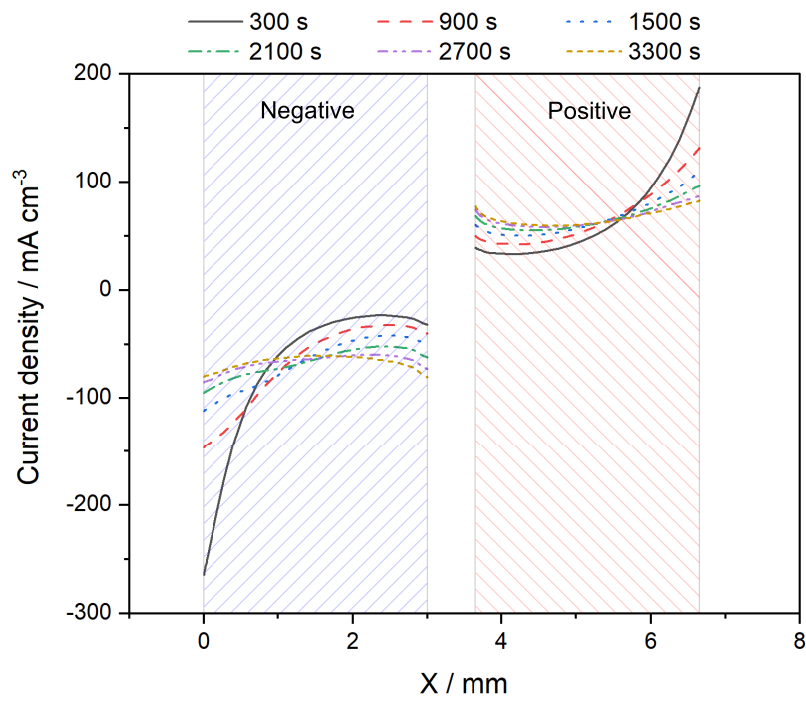 300 s 900 s 1500 s
2100 s 2700 s 3300 s
Negative Positive
200
100
0
-100
-200
-300
0 2 4 6 8
Current density / mA cm⁻³
X / mm